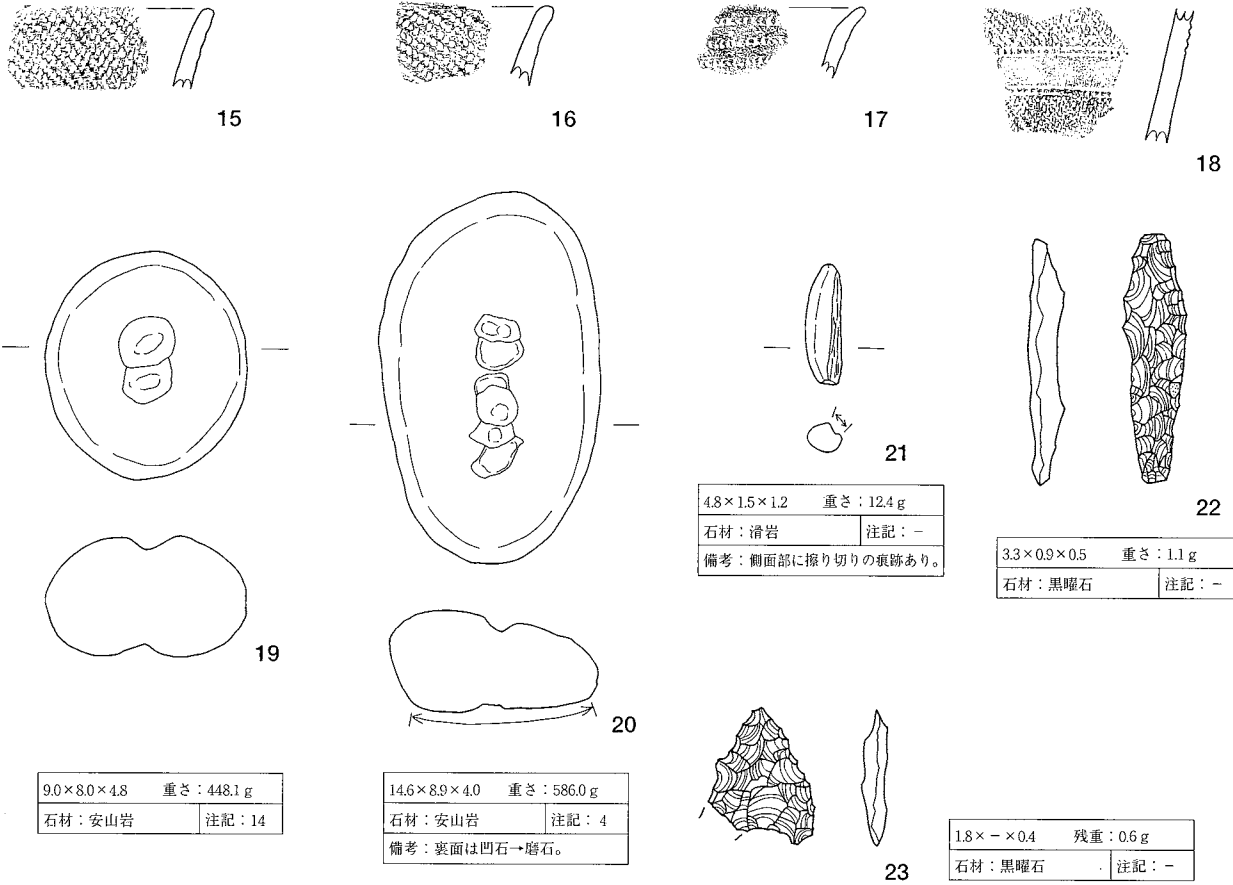 15
16
17
18
19
9.0×8.0×4.8 重さ：448.1g
石材：安山岩 注記：14
20
14.6×8.9×4.0 重さ：586.0g
石材：安山岩 注記：4
備考：裏面は凹石→磨石。
21
4.8×1.5×1.2 重さ：12.4g
石材：滑岩 注記：−
備考：側面部に擦り切りの痕跡あり。
22
3.3×0.9×0.5 重さ：1.1g
石材：黒曜石 注記：−
23
1.8×−×0.4 残重：0.6g
石材：黒曜石 注記：−